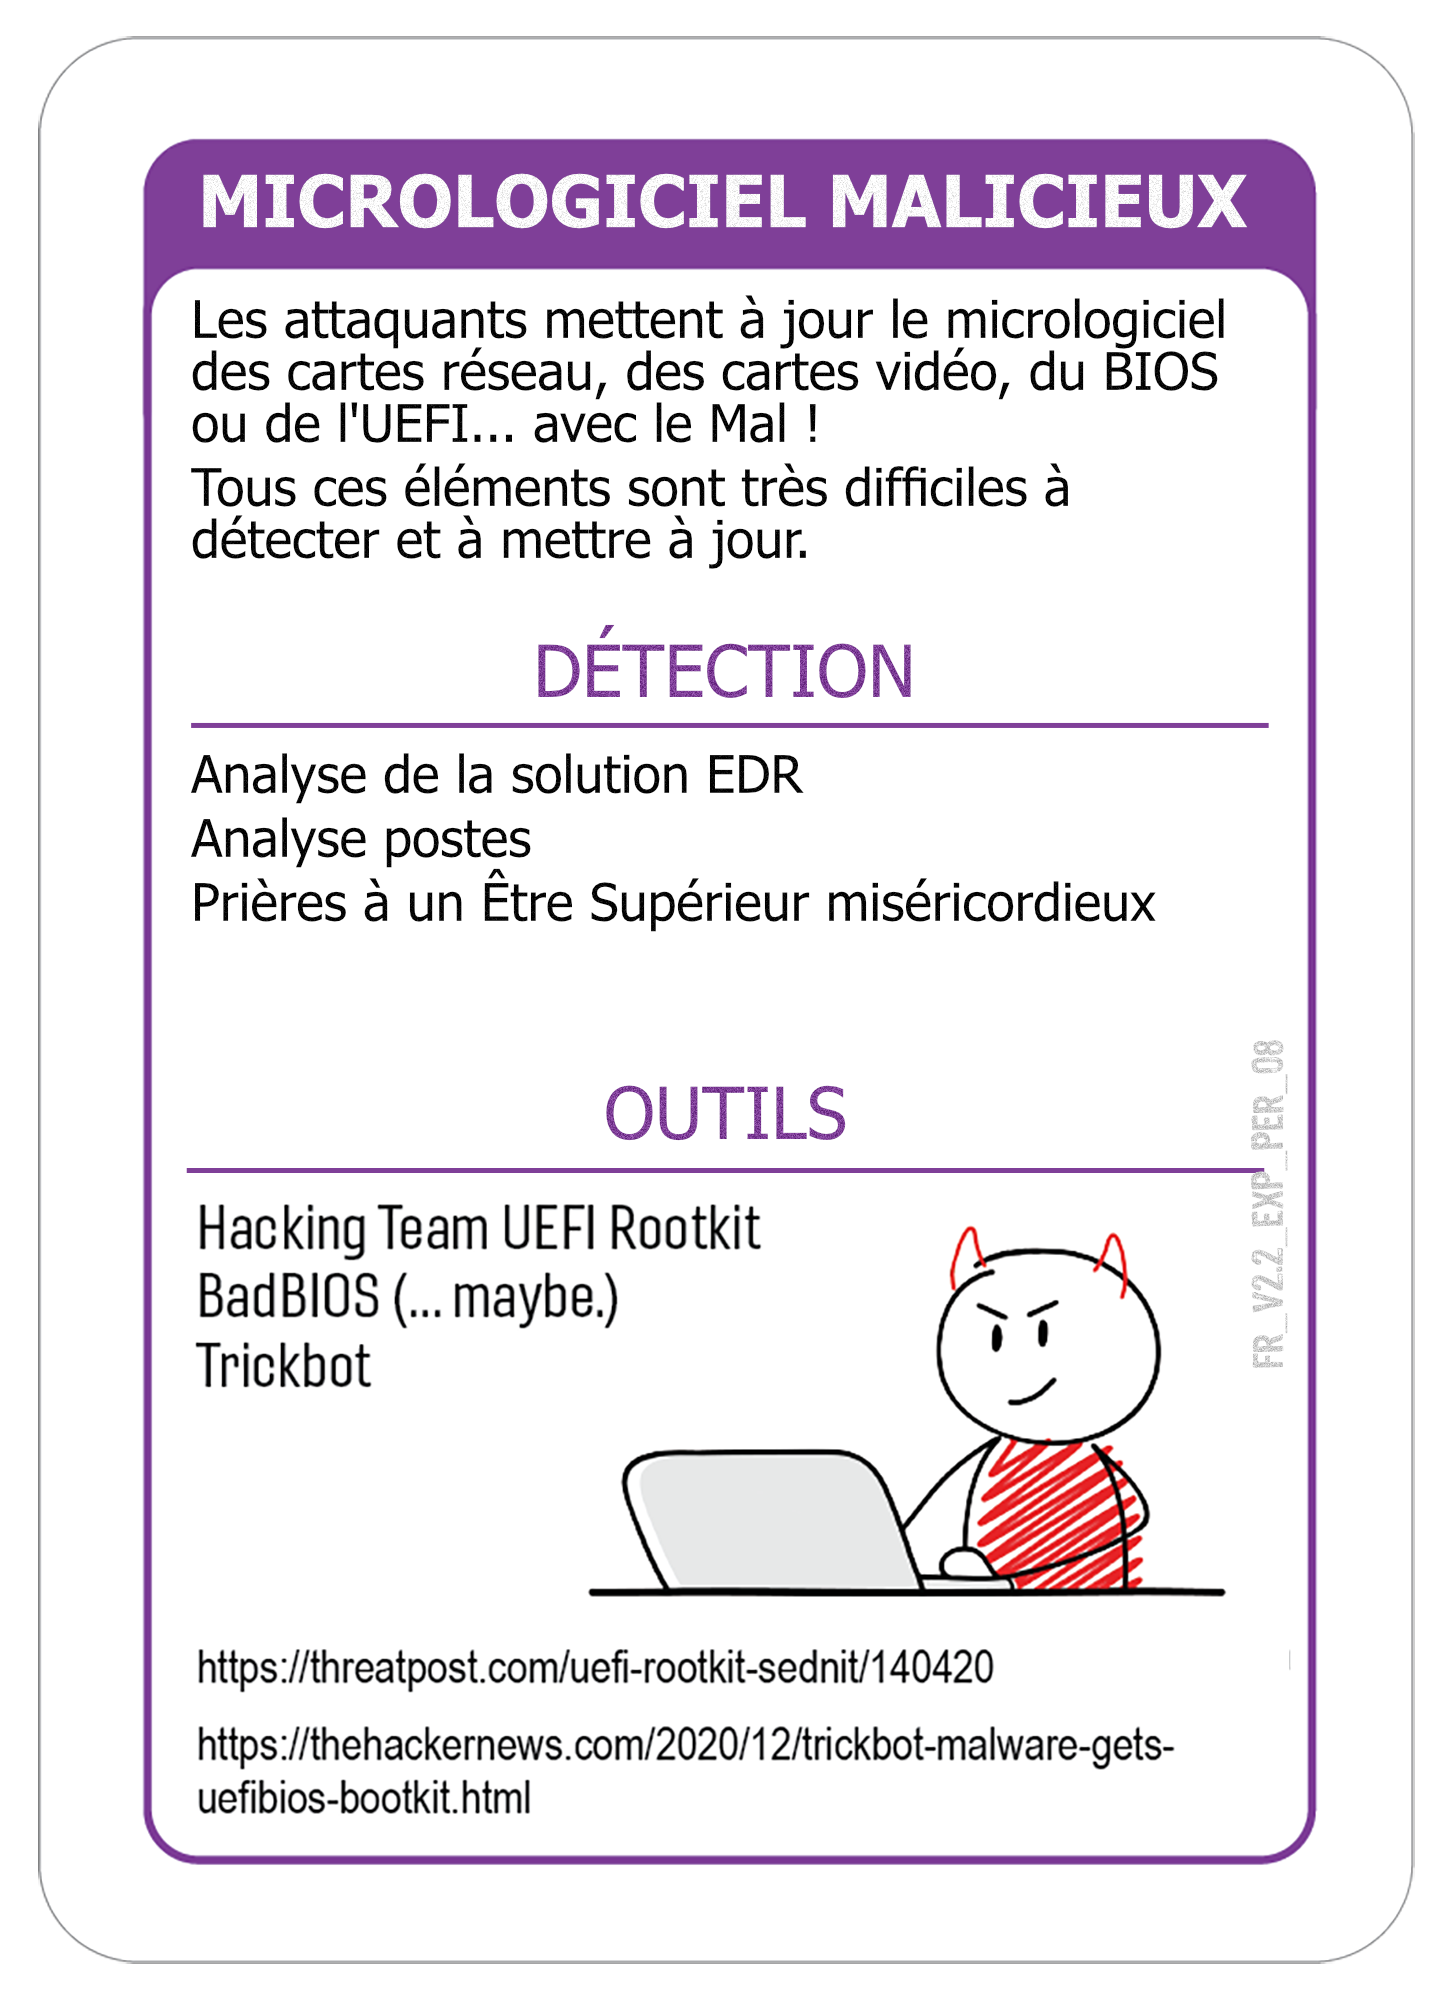 MICROLOGICIEL MALICIEUX
Les attaquants mettent à jour le micrologiciel
des cartes réseau, des cartes vidéo, du BIOS
ou de l'UEFI... avec le Mal !
Tous ces éléments sont très difficiles à
détecter et à mettre à jour.
DÉTECTION
Analyse de la solution EDR
Analyse postes
Prières à un Être Supérieur miséricordieux
OUTILS
Hacking Team UEFI Rootkit
BadBIOS (... maybe.)
Trickbot
FR_V2.2_EXP_PER_08
https://threatpost.com/uefi-rootkit-sednit/140420
https://thehackernews.com/2020/12/trickbot-malware-gets-
uefibios-bootkit.html